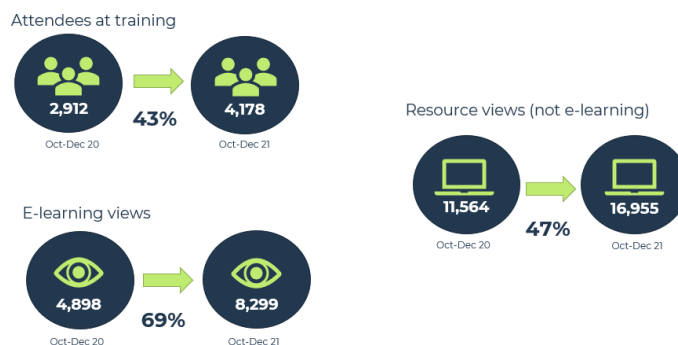 Attendees at training
2,912
4,178
43%
Oct-Dec 20
Oct-Dec 21
E-learning views
4,898
8,299
69%
Oct-Dec 20
Oct-Dec 21
Resource views (not e-learning)
11,564
16,955
47%
Oct-Dec 20
Oct-Dec 21